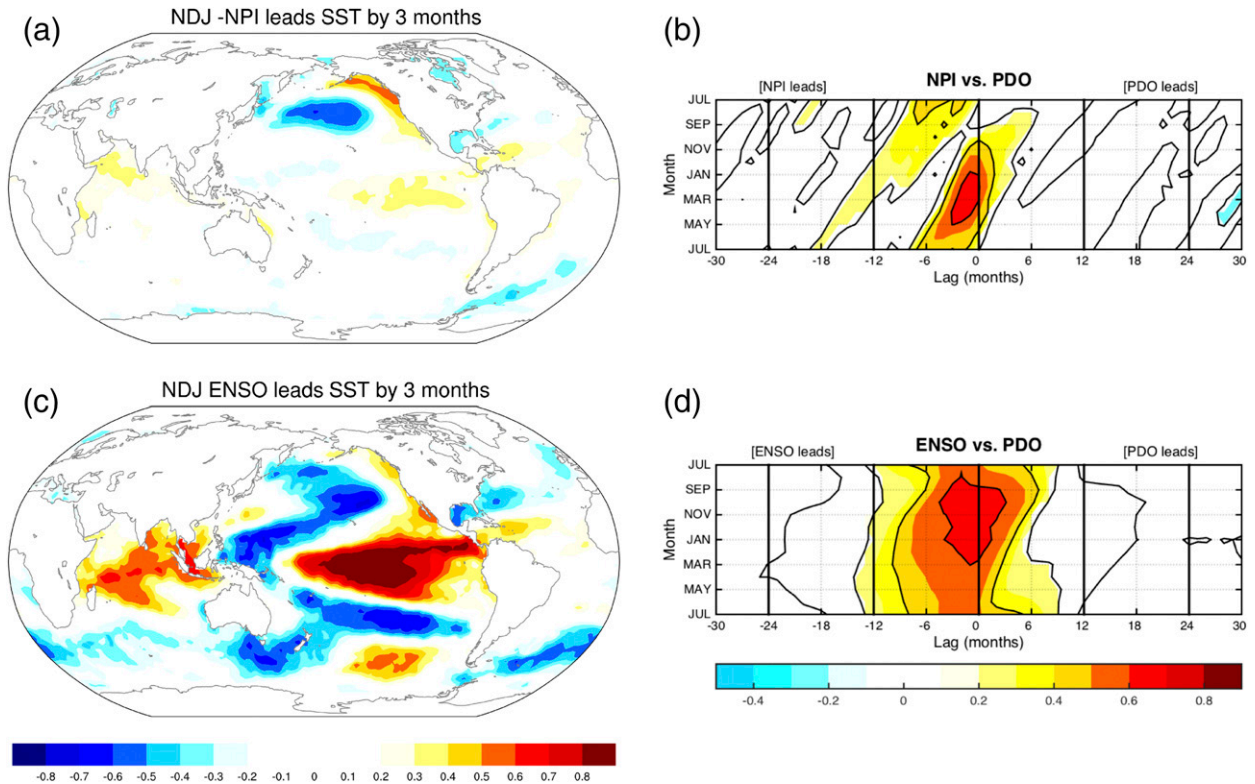 (a)
NDJ -NPI leads SST by 3 months
(b)
NPI vs. PDO
[NPI leads]
[PDO leads]
JUL
SEP
NOV
JAN
MAR
MAY
JUL
Month
-30 -24 -18 -12 -6 0 6 12 18 24 30
Lag (months)
(c)
NDJ ENSO leads SST by 3 months
(d)
ENSO vs. PDO
[ENSO leads]
[PDO leads]
JUL
SEP
NOV
JAN
MAR
MAY
JUL
Month
-30 -24 -18 -12 -6 0 6 12 18 24 30
Lag (months)
-0.4 -0.2 0 0.2 0.4 0.6 0.8
-0.8 -0.7 -0.6 -0.5 -0.4 -0.3 -0.2 0 0.2 0.3 0.4 0.5 0.6 0.7 0.8